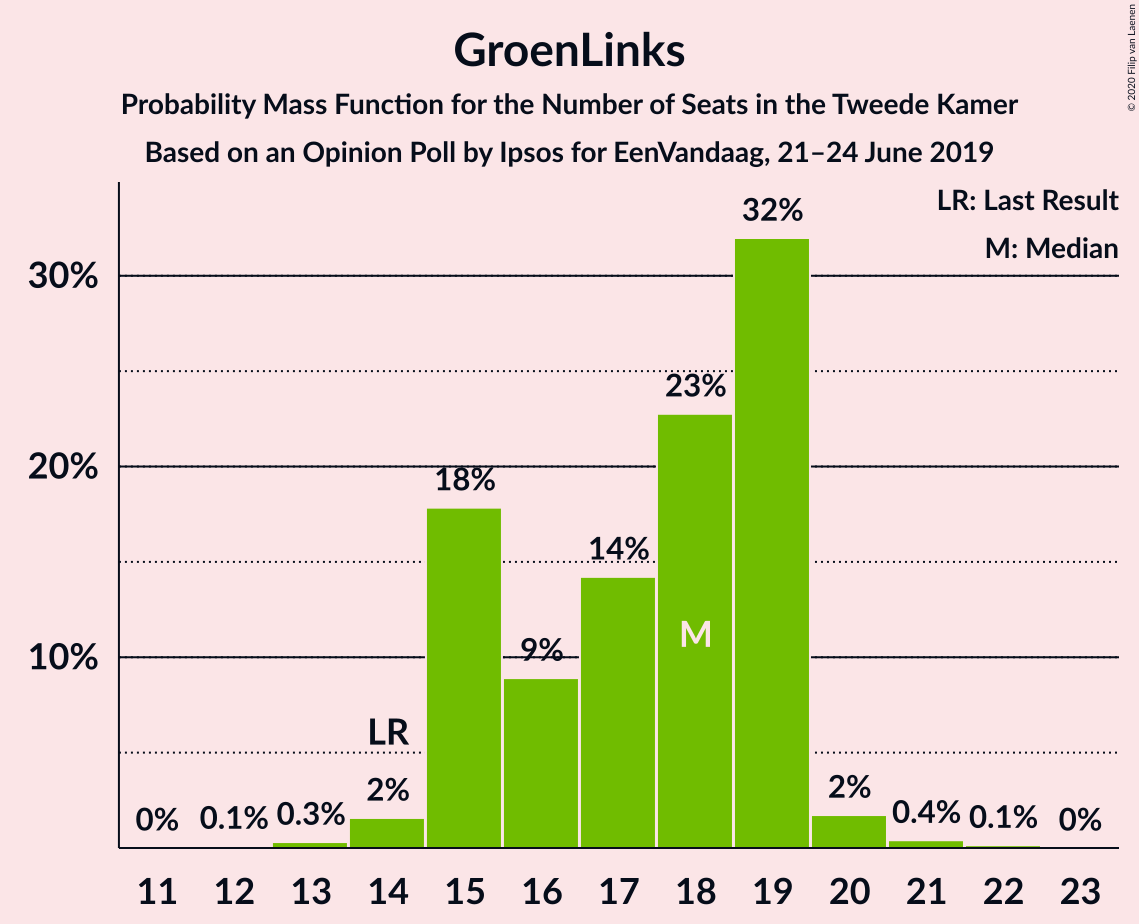 GroenLinks
Probability Mass Function for the Number of Seats in the Tweede Kamer
Based on an Opinion Poll by Ipsos for EenVandaag, 21–24 June 2019
© 2020 Filip van Laenen
LR: Last Result
M: Median
30%
20%
10%
0%
0.1%
0.3%
LR
2%
18%
9%
14%
23%
M
32%
2%
0.4%
0.1%
0%
11 12 13 14 15 16 17 18 19 20 21 22 23